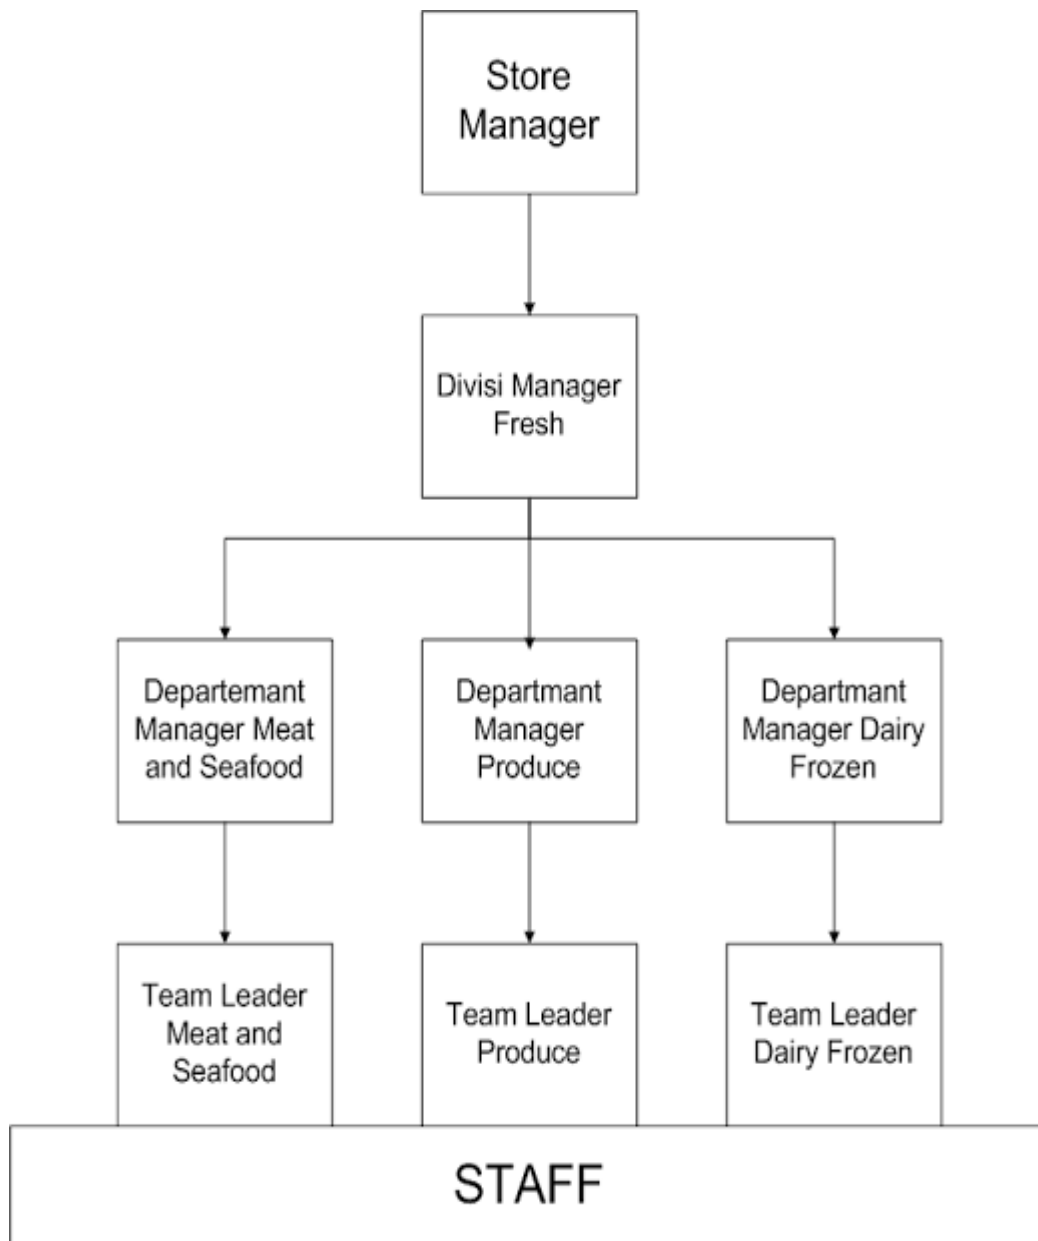 Store
Manager
Divisi Manager
Fresh
Departemant
Manager Meat
and Seafood
Departmant
Manager
Produce
Departmant
Manager Dairy
Frozen
Team Leader
Meat and
Seafood
Team Leader
Produce
Team Leader
Dairy Frozen
STAFF